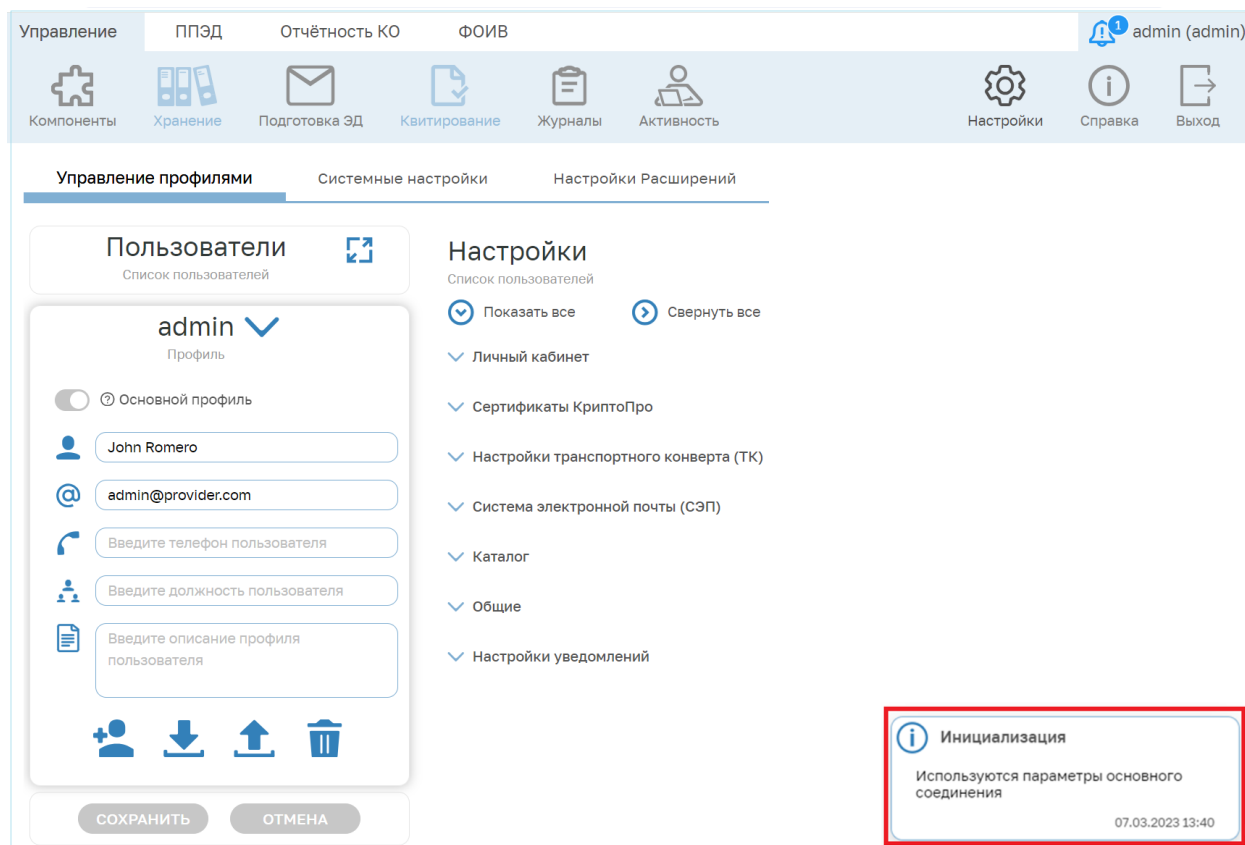 Управление ППЭД Отчётность КО ФОИВ 1 admin (admin)
Компоненты Хранение Подготовка ЭД Квитирование Журналы Активность Настройки Справка Выход
Управление профилями Системные настройки Настройки Расширений
Пользователи
Список пользователей
admin
Профиль
Основной профиль
John Romero
admin@provider.com
Введите телефон пользователя
Введите должность пользователя
Введите описание профиля
пользователя
СОХРАНИТЬ ОТМЕНА
Настройки
Список пользователей
Показать все Свернуть все
Личный кабинет
Сертификаты КриптоПро
Настройки транспортного конверта (ТК)
Система электронной почты (СЭП)
Каталог
Общие
Настройки уведомлений
Инициализация
Используются параметры основного
соединения
07.03.2023 13:40